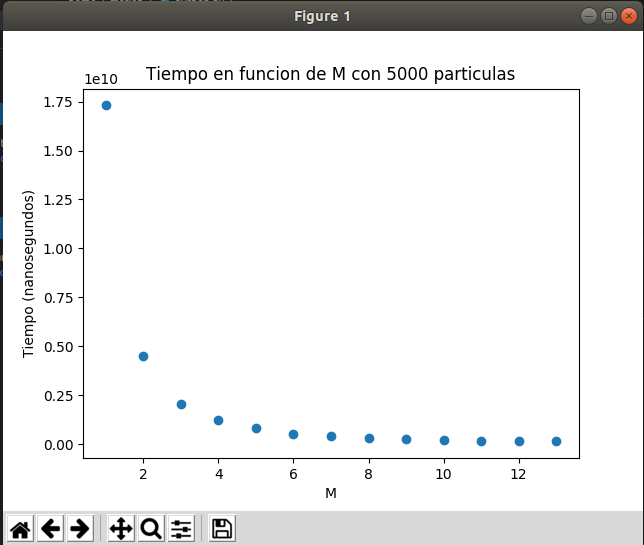 Figure 1
1e10
Tiempo en funcion de M con 5000 particulas
1.75
1.50
1.25
1.00
0.75
0.50
0.25
0.00
Tiempo (nanosegundos)
2 4 6 8 10 12
M